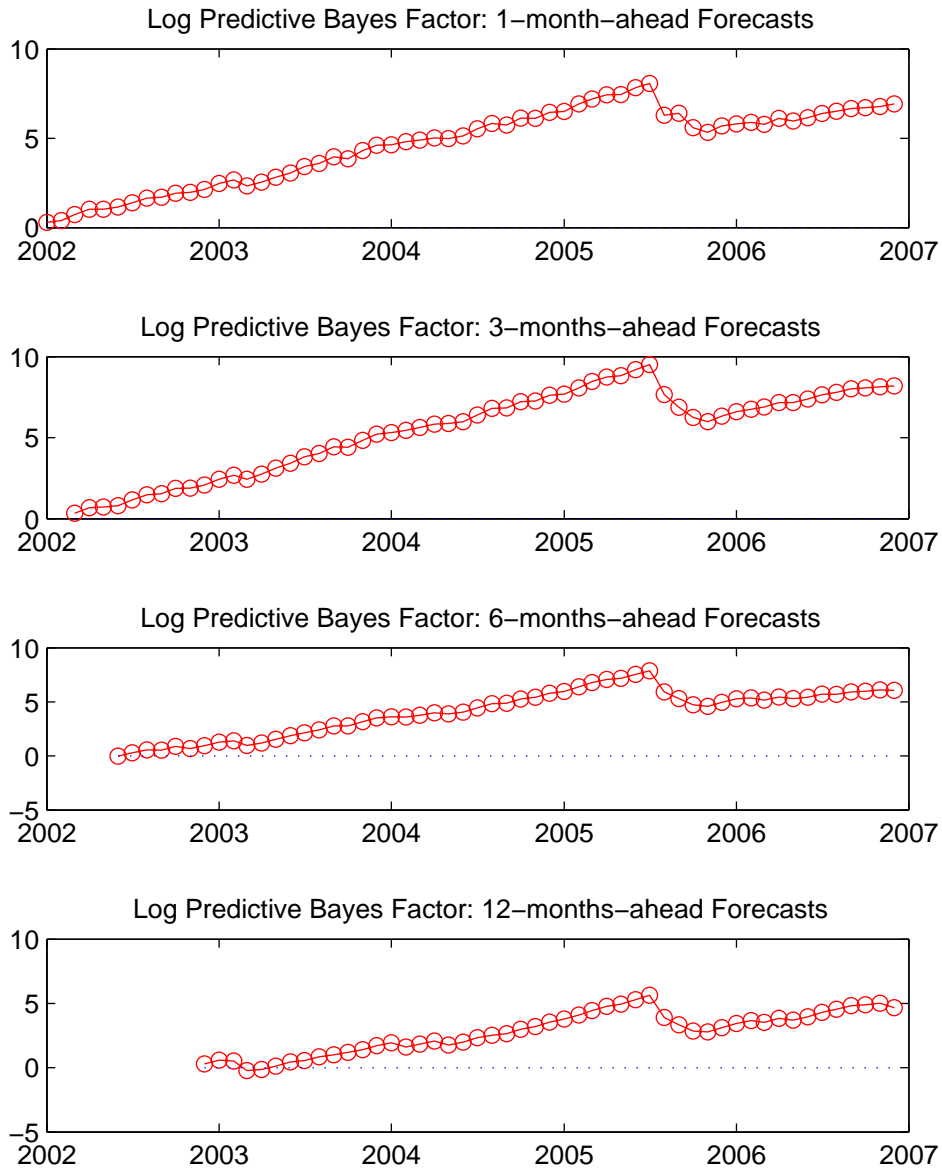 Log Predictive Bayes Factor: 1−month−ahead Forecasts
10
5
0
2002 2003 2004 2005 2006 2007
Log Predictive Bayes Factor: 3−months−ahead Forecasts
10
5
0
2002 2003 2004 2005 2006 2007
Log Predictive Bayes Factor: 6−months−ahead Forecasts
10
5
0
−5
2002 2003 2004 2005 2006 2007
Log Predictive Bayes Factor: 12−months−ahead Forecasts
10
5
0
−5
2002 2003 2004 2005 2006 2007